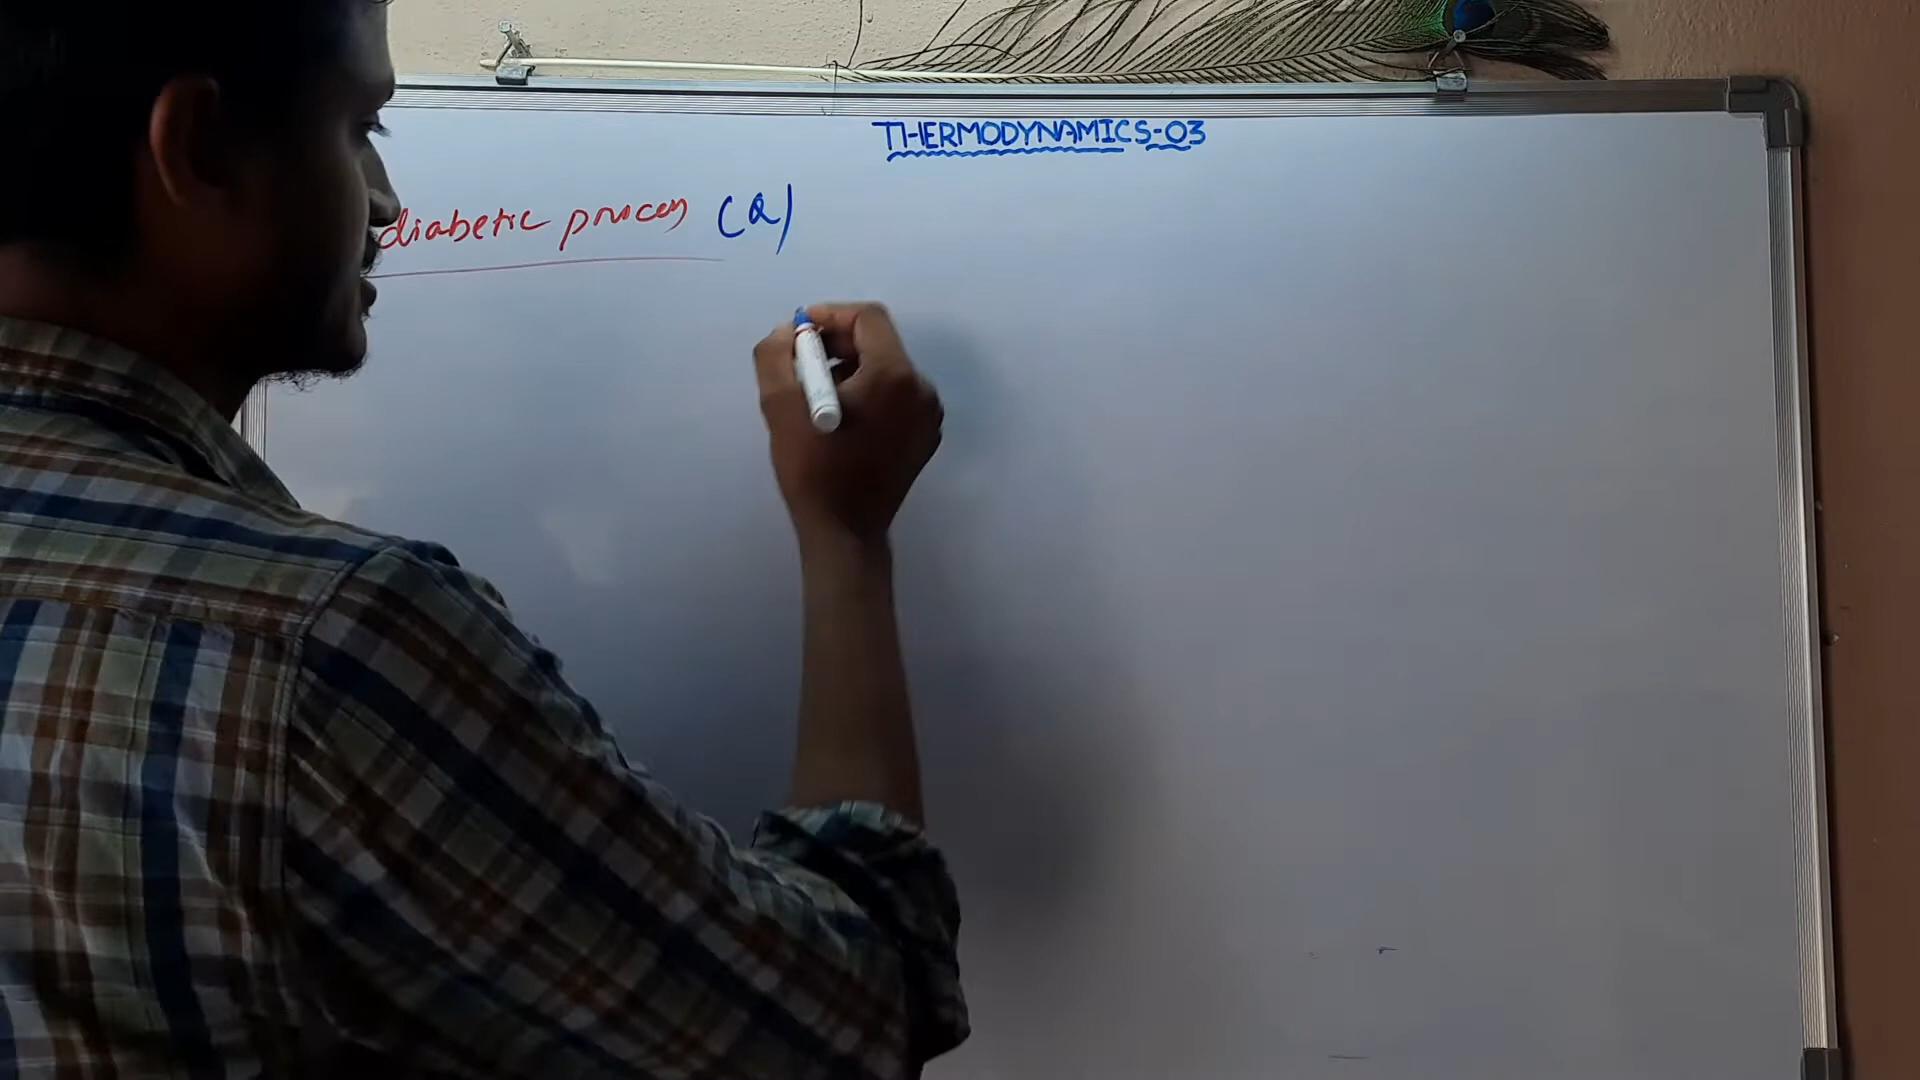 THERMODYNAMICS-03
diabetic process (Q)